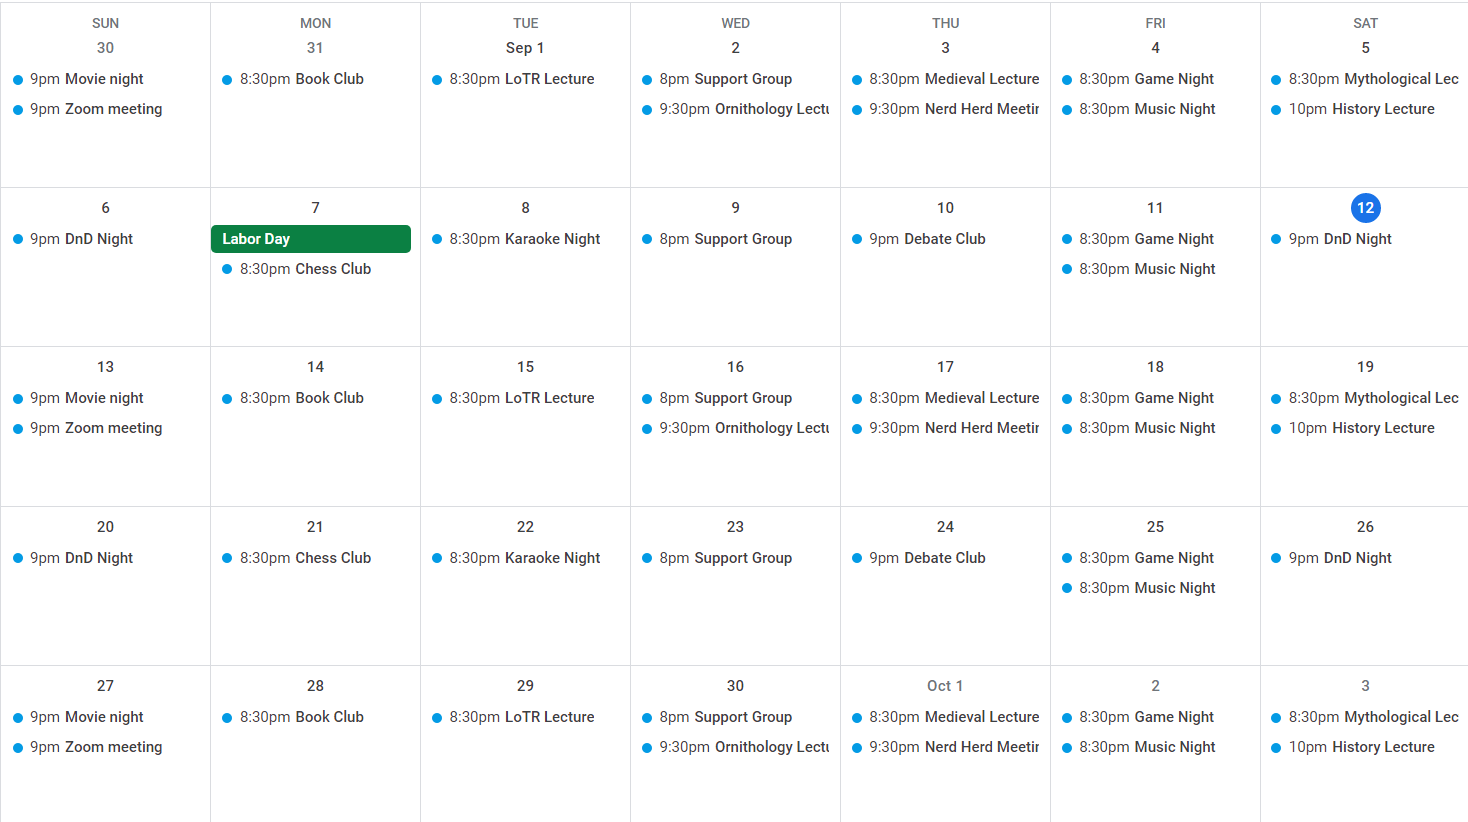 SUN MON TUE WED THU FRI SAT
30 31 Sep 1 2 3 4 5
9pm Movie night 8:30pm Book Club 8:30pm LoTR Lecture 8pm Support Group 8:30pm Medieval Lecture 8:30pm Game Night 8:30pm Mythological Lec
9pm Zoom meeting 9:30pm Ornithology Lectu 9:30pm Nerd Herd Meetin 8:30pm Music Night 10pm History Lecture
6 7 8 9 10 11 12
9pm DnD Night Labor Day 8:30pm Karaoke Night 8pm Support Group 9pm Debate Club 8:30pm Game Night 9pm DnD Night
8:30pm Chess Club 8:30pm Music Night
13 14 15 16 17 18 19
9pm Movie night 8:30pm Book Club 8:30pm LoTR Lecture 8pm Support Group 8:30pm Medieval Lecture 8:30pm Game Night 8:30pm Mythological Lec
9pm Zoom meeting 9:30pm Ornithology Lectu 9:30pm Nerd Herd Meetin 8:30pm Music Night 10pm History Lecture
20 21 22 23 24 25 26
9pm DnD Night 8:30pm Chess Club 8:30pm Karaoke Night 8pm Support Group 9pm Debate Club 8:30pm Game Night 9pm DnD Night
8:30pm Music Night
27 28 29 30 Oct 1 2 3
9pm Movie night 8:30pm Book Club 8:30pm LoTR Lecture 8pm Support Group 8:30pm Medieval Lecture 8:30pm Game Night 8:30pm Mythological Lec
9pm Zoom meeting 9:30pm Ornithology Lectu 9:30pm Nerd Herd Meetin 8:30pm Music Night 10pm History Lecture